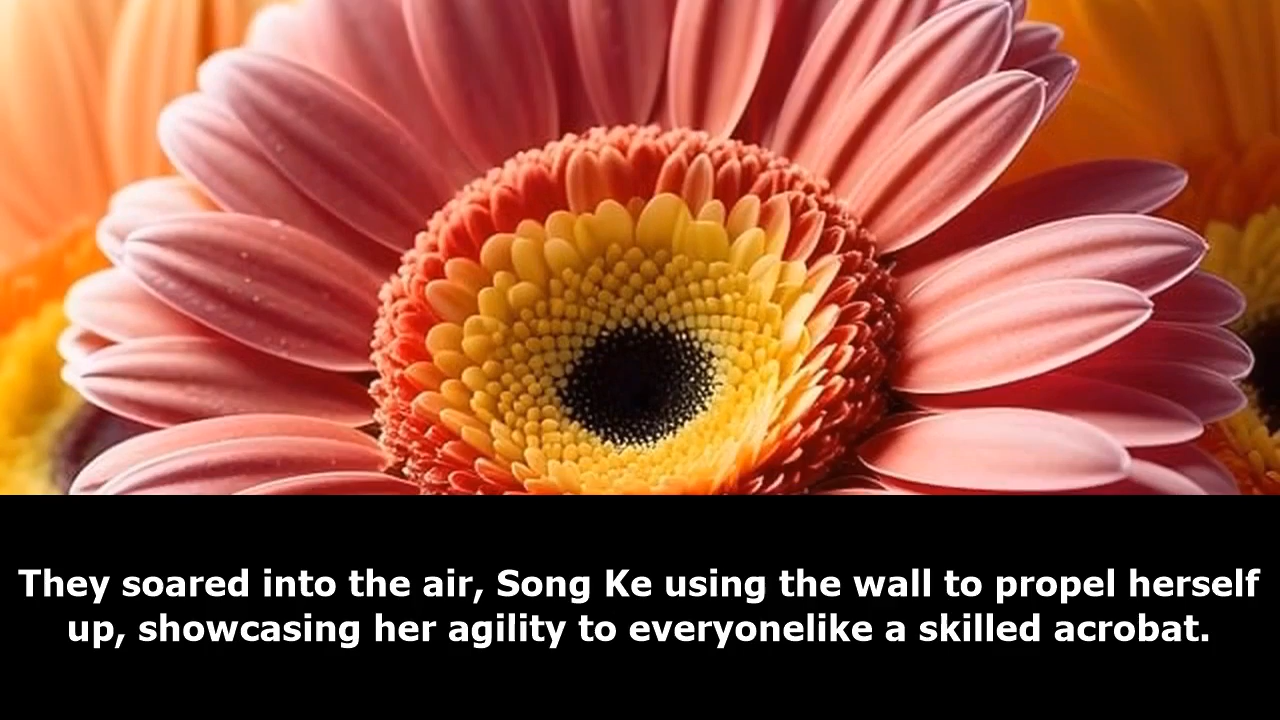 They soared into the air, Song Ke using the wall to propel herself
up, showcasing her agility to everyonelike a skilled acrobat.